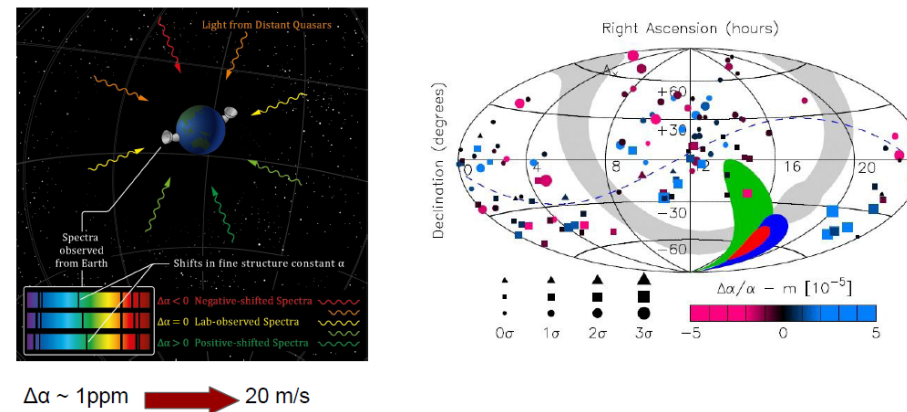 Light from Distant Quasars
Spectra
observed
from Earth
Shifts in fine structure constant α
Δα < 0 Negative-shifted Spectra
Δα = 0 Lab-observed Spectra
Δα > 0 Positive-shifted Spectra
Δα ~ 1ppm
20 m/s
Right Ascension (hours)
Declination (degrees)
+60
+30
0
4
8
12
16
20
-30
-60
0σ
1σ
2σ
3σ
Δα/α - m [10⁻⁵]
-5
0
5